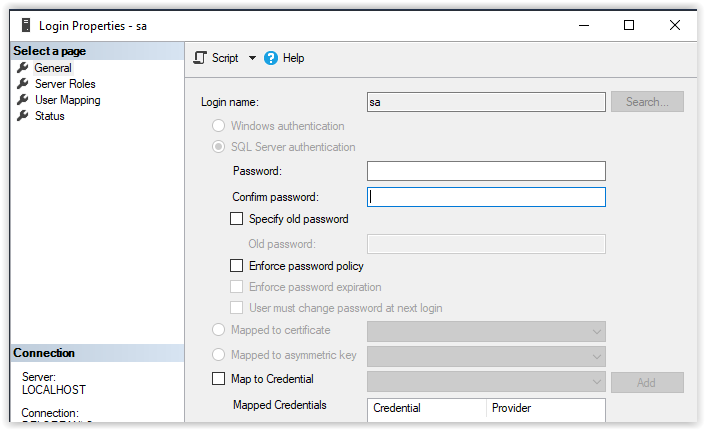 Login Properties - sa
Select a page
General
Server Roles
User Mapping
Status
Script
Help
Login name:
sa
Search...
Windows authentication
SQL Server authentication
Password:
Confirm password:
Specify old password
Old password:
Enforce password policy
Enforce password expiration
User must change password at next login
Mapped to certificate
Mapped to asymmetric key
Map to Credential
Add
Mapped Credentials
Credential
Provider
Connection
Server:
LOCALHOST
Connection: